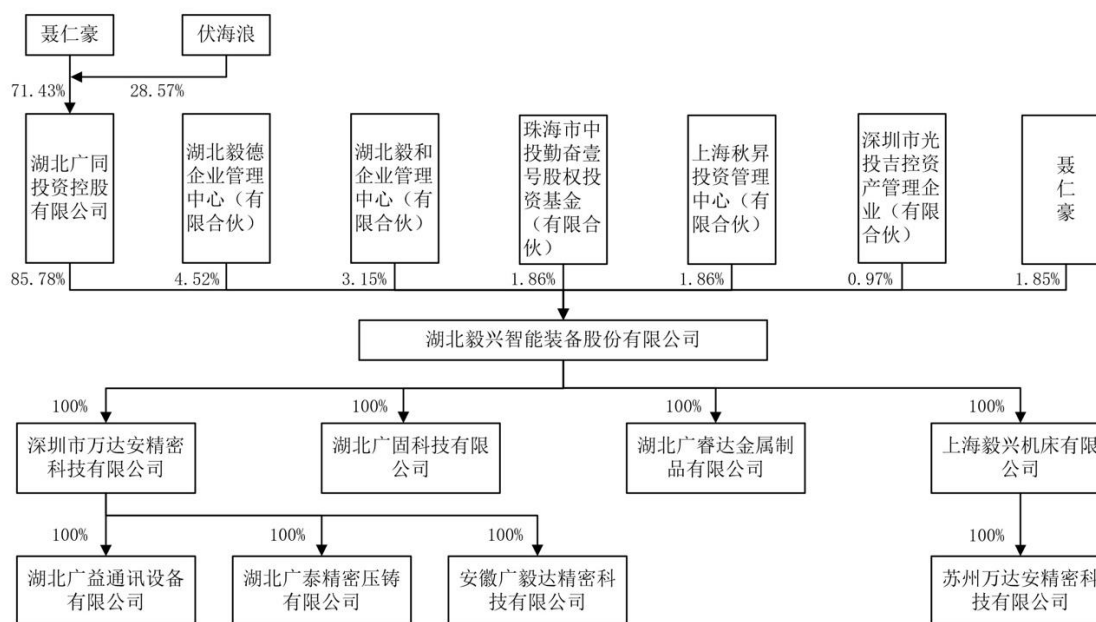 聂仁豪
伏海浪
71.43%
28.57%
湖北广同
投资控股
有限公司
湖北毅德
企业管理
中心（有
限合伙）
湖北毅和
企业管理
中心（有
限合伙）
珠海市中
投勤奋壹
号股权投
资基金
（有限合
伙）
上海秋昇
投资管理
中心（有
限合伙）
深圳市光
投吉控资
产管理企
业（有限
合伙）
聂
仁
豪
85.78%
4.52%
3.15%
1.86%
1.86%
0.97%
1.85%
湖北毅兴智能装备股份有限公司
100%
100%
100%
100%
深圳市万达安精密
科技有限公司
湖北广固科技有限
公司
湖北广睿达金属制
品有限公司
上海毅兴机床有限
公司
100%
100%
100%
100%
湖北广益通讯设备
有限公司
湖北广泰精密压铸
有限公司
安徽广毅达精密科
技有限公司
苏州万达安精密科
技有限公司